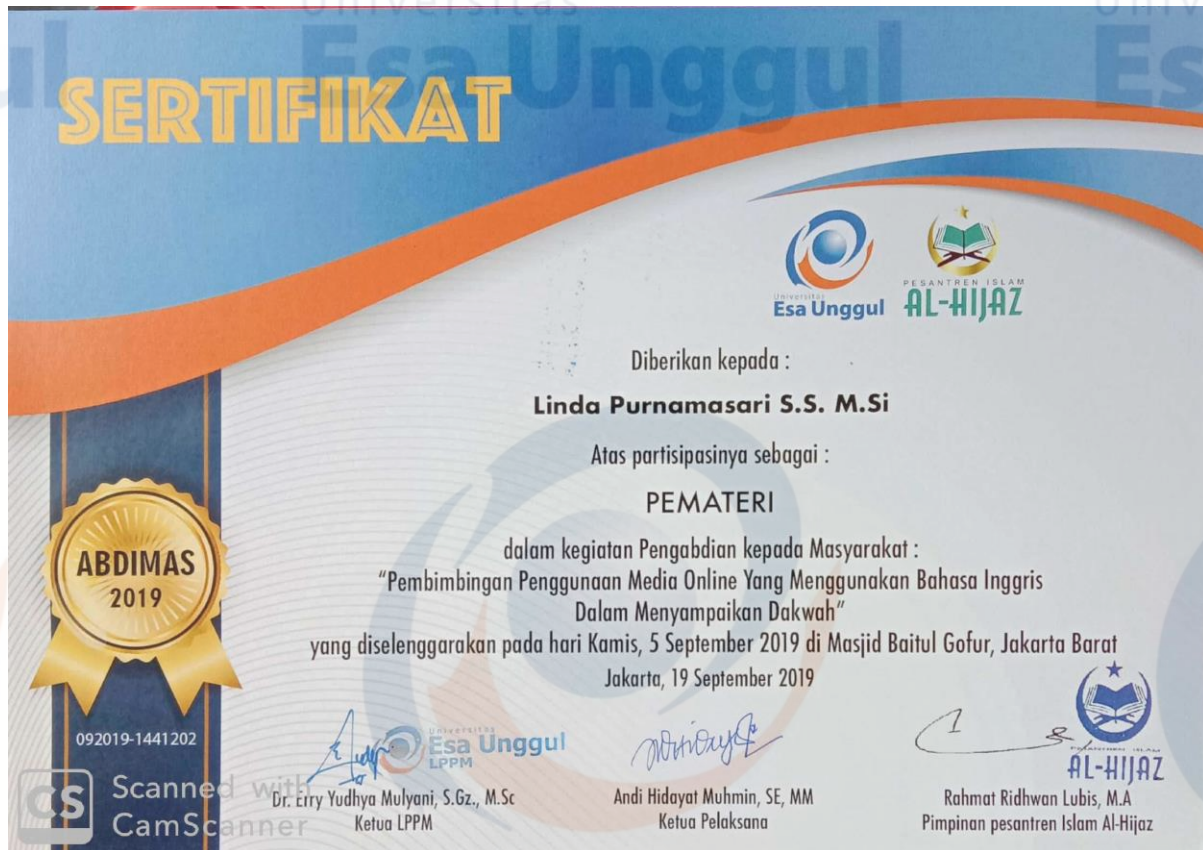 Universitas
Esa Unggul
SERTIFIKAT
Universitas
Esa Unggul
PESANTREN ISLAM
AL-HIJAZ
Diberikan kepada :
Linda Purnamasari S.S. M.Si
Atas partisipasinya sebagai :
PEMATERI
dalam kegiatan Pengabdian kepada Masyarakat :
“Pembimbingan Penggunaan Media Online Yang Menggunakan Bahasa Inggris
Dalam Menyampaikan Dakwah”
yang diselenggarakan pada hari Kamis, 5 September 2019 di Masjid Baitul Gofur, Jakarta Barat
Jakarta, 19 September 2019
ABDIMAS
2019
092019-1441202
Universitas
Esa Unggul
LPPM
Dr. Erry Yudhya Mulyani, S.Gz., M.Sc
Ketua LPPM
Andi Hidayat Muhmin, SE, MM
Ketua Pelaksana
PESANTREN ISLAM
AL-HIJAZ
Rahmat Ridhwan Lubis, M.A
Pimpinan pesantren Islam Al-Hijaz
CS
Scanned with
CamScanner